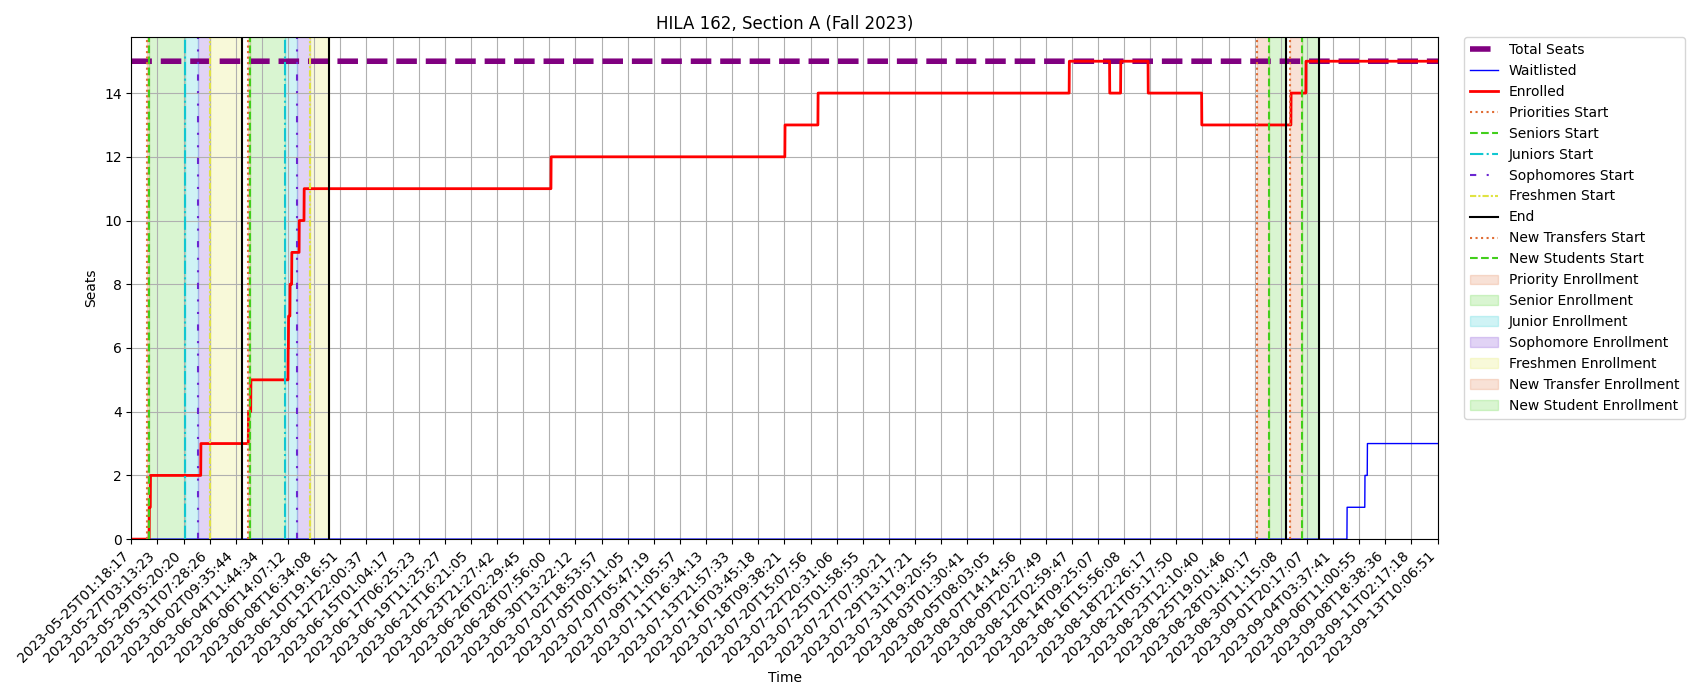 HILA 162, Section A (Fall 2023)
Seats
14
12
10
8
6
4
2
0
2023-05-25T01:18:17
2023-05-27T03:13:23
2023-05-29T05:20:20
2023-05-31T07:28:26
2023-06-02T09:35:44
2023-06-04T11:44:34
2023-06-06T14:07:12
2023-06-08T16:34:08
2023-06-10T19:16:51
2023-06-12T22:00:37
2023-06-15T01:04:17
2023-06-17T06:25:23
2023-06-19T11:25:27
2023-06-21T16:21:05
2023-06-23T21:27:42
2023-06-26T02:29:45
2023-06-28T07:56:00
2023-06-30T13:22:12
2023-07-02T18:53:57
2023-07-05T00:11:05
2023-07-07T05:47:19
2023-07-09T11:05:57
2023-07-11T16:34:13
2023-07-13T21:57:33
2023-07-16T03:45:18
2023-07-18T09:38:21
2023-07-20T15:07:56
2023-07-22T20:31:06
2023-07-25T01:58:55
2023-07-27T07:30:21
2023-07-29T13:17:21
2023-07-31T19:20:55
2023-08-03T01:30:41
2023-08-05T08:03:05
2023-08-07T14:14:56
2023-08-09T20:27:49
2023-08-12T02:59:47
2023-08-14T09:25:07
2023-08-16T15:56:08
2023-08-18T22:26:17
2023-08-21T05:17:50
2023-08-23T12:10:40
2023-08-25T19:01:46
2023-08-28T01:40:17
2023-08-30T11:15:08
2023-09-01T20:17:07
2023-09-04T03:37:41
2023-09-06T11:00:55
2023-09-08T18:38:36
2023-09-11T02:17:18
2023-09-13T10:06:51
Time
Total Seats
Waitlisted
Enrolled
Priorities Start
Seniors Start
Juniors Start
Sophomores Start
Freshmen Start
End
New Transfers Start
New Students Start
Priority Enrollment
Senior Enrollment
Junior Enrollment
Sophomore Enrollment
Freshmen Enrollment
New Transfer Enrollment
New Student Enrollment